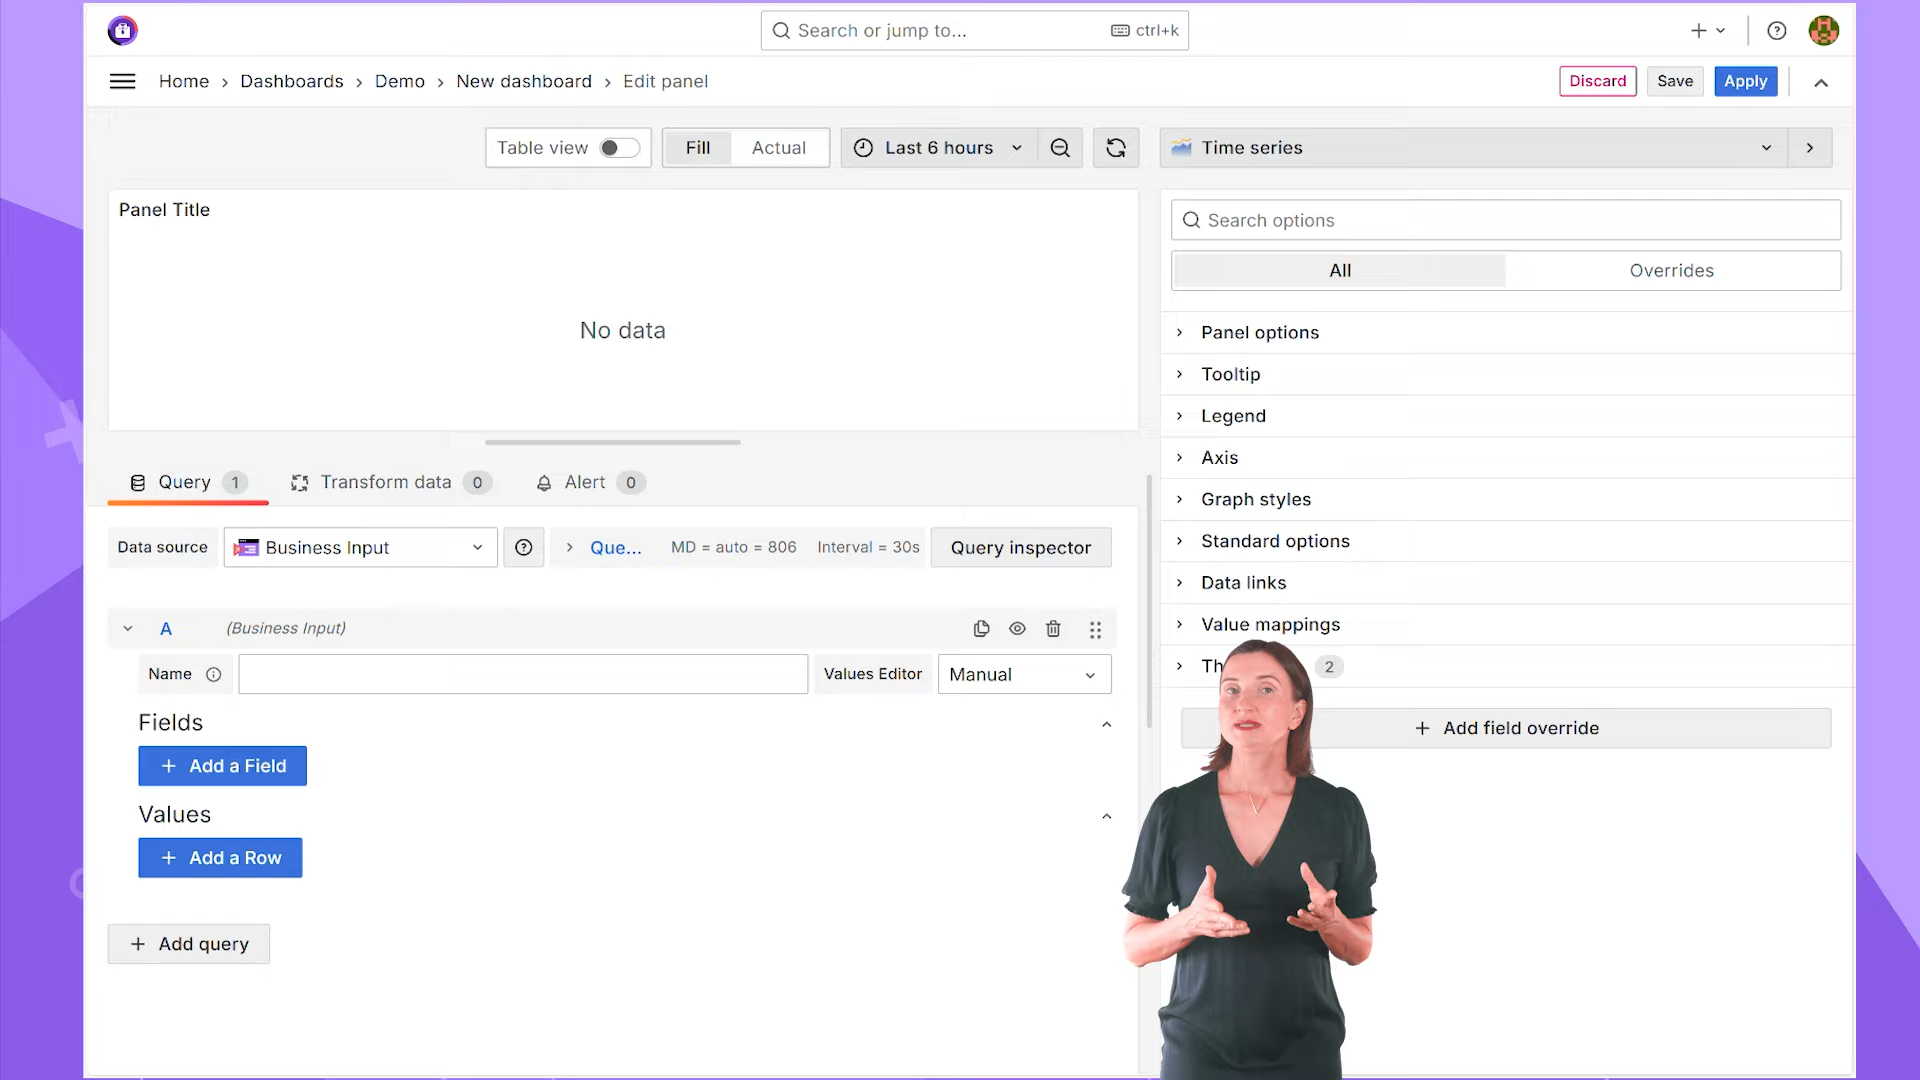 Search or jump to...
ctrl+k
Home
Dashboards
Demo
New dashboard
Edit panel
Discard
Save
Apply
Table view
Fill
Actual
Last 6 hours
Time series
Panel Title
No data
Search options
All
Overrides
Panel options
Tooltip
Legend
Axis
Graph styles
Standard options
Data links
Value mappings
2
Add field override
Query 1
Transform data 0
Alert 0
Data source
Business Input
Que...
MD = auto = 806
Interval = 30s
Query inspector
A
(Business Input)
Name
Values Editor
Manual
Fields
Add a Field
Values
Add a Row
Add query